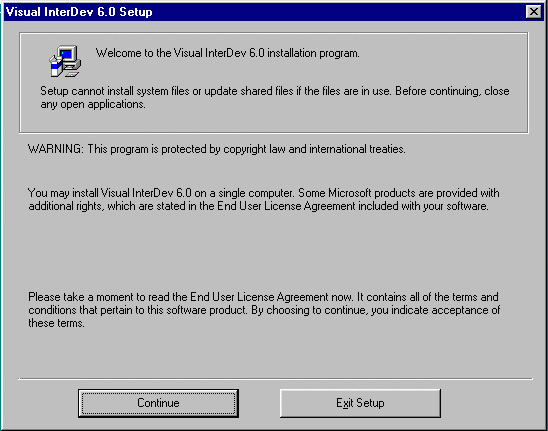 Visual InterDev 6.0 Setup
Welcome to the Visual InterDev 6.0 installation program.
Setup cannot install system files or update shared files if the files are in use. Before continuing, close
any open applications.
WARNING: This program is protected by copyright law and international treaties.
You may install Visual InterDev 6.0 on a single computer. Some Microsoft products are provided with
additional rights, which are stated in the End User License Agreement included with your software.
Please take a moment to read the End User License Agreement now. It contains all of the terms and
conditions that pertain to this software product. By choosing to continue, you indicate acceptance of
these terms.
Continue
Exit Setup